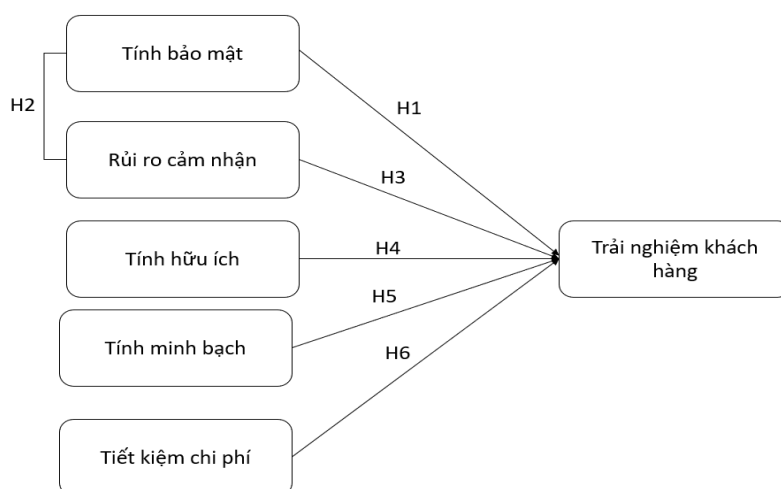 Tính bảo mật
H2
H1
Rủi ro cảm nhận
H3
Tính hữu ích
H4
Trải nghiệm khách
hàng
H5
Tính minh bạch
H6
Tiết kiệm chi phí